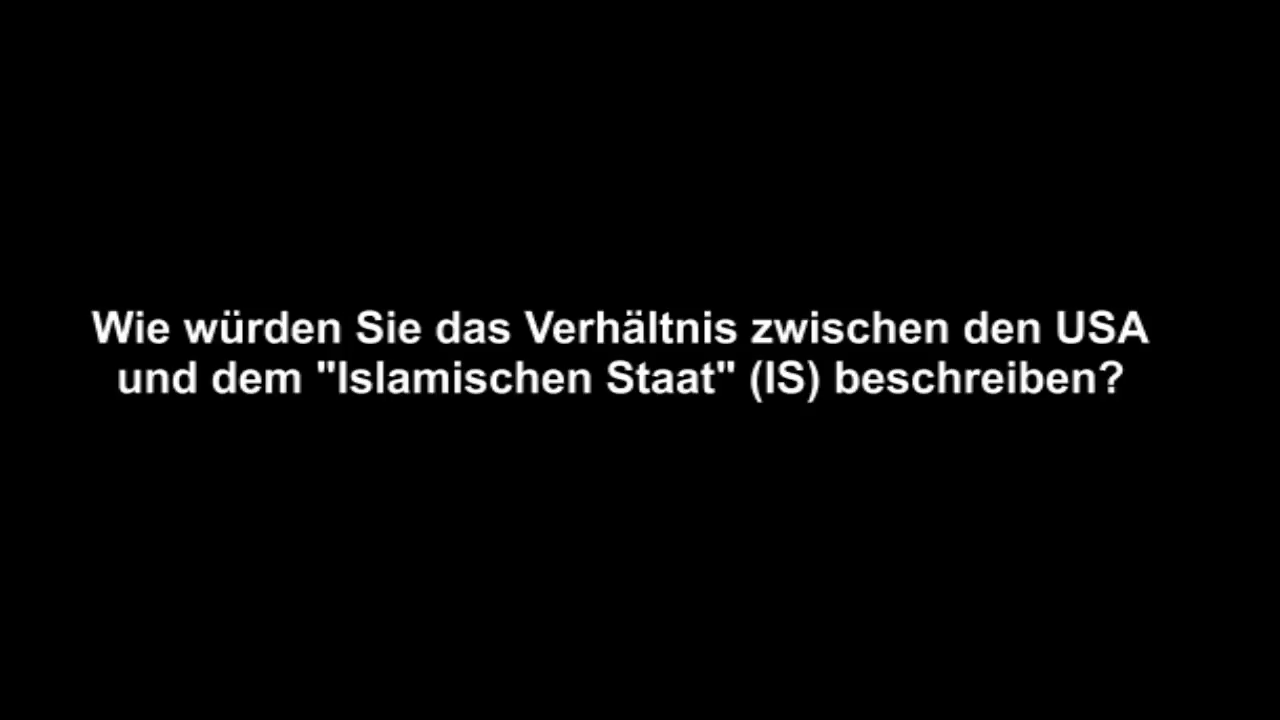 Wie würden Sie das Verhältnis zwischen den USA
und dem "Islamischen Staat" (IS) beschreiben?